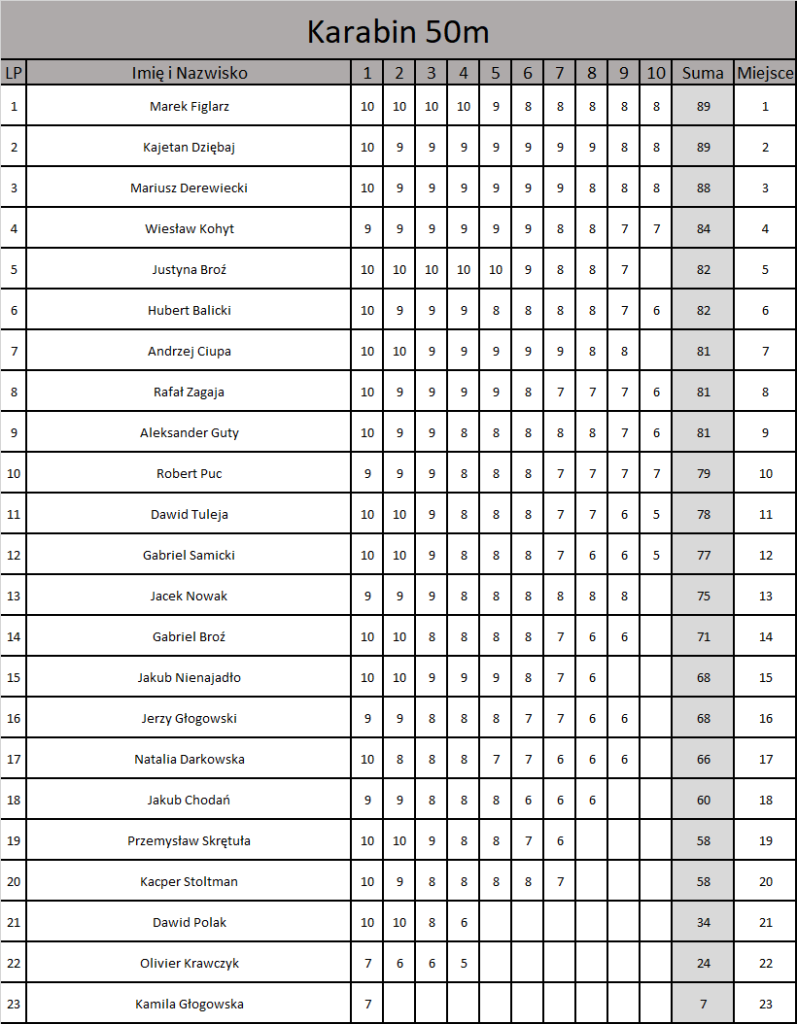 Karabin 50m
LP Imię i Nazwisko 1 2 3 4 5 6 7 8 9 10 Suma Miejsce
1 Marek Figlarz 10 10 10 10 9 8 8 8 8 8 89 1
2 Kajetan Dziębaj 10 9 9 9 9 9 9 9 8 8 89 2
3 Mariusz Derewiecki 10 9 9 9 9 9 9 8 8 8 88 3
4 Wiesław Kohyt 9 9 9 9 9 9 8 8 7 7 84 4
5 Justyna Broź 10 10 10 10 10 9 8 8 7 82 5
6 Hubert Balicki 10 9 9 9 8 8 8 8 7 6 82 6
7 Andrzej Ciupa 10 10 9 9 9 9 9 8 8 81 7
8 Rafał Zagaja 10 9 9 9 9 8 7 7 7 6 81 8
9 Aleksander Guty 10 9 9 8 8 8 8 8 7 6 81 9
10 Robert Puc 9 9 9 8 8 8 7 7 7 7 79 10
11 Dawid Tuleja 10 10 9 8 8 8 7 7 6 5 78 11
12 Gabriel Samicki 10 10 9 8 8 8 7 6 6 5 77 12
13 Jacek Nowak 9 9 9 8 8 8 8 8 8 75 13
14 Gabriel Broź 10 10 8 8 8 8 7 6 6 71 14
15 Jakub Nienajadło 10 10 9 9 9 8 7 6 68 15
16 Jerzy Głogowski 9 9 8 8 8 7 7 6 6 68 16
17 Natalia Darkowska 10 8 8 8 7 7 6 6 6 66 17
18 Jakub Chodań 9 9 8 8 8 6 6 6 60 18
19 Przemysław Skrętuła 10 10 9 8 8 7 6 58 19
20 Kacper Stoltman 10 9 8 8 8 8 7 58 20
21 Dawid Polak 10 10 8 6 34 21
22 Olivier Krawczyk 7 6 6 5 24 22
23 Kamila Głogowska 7 7 23